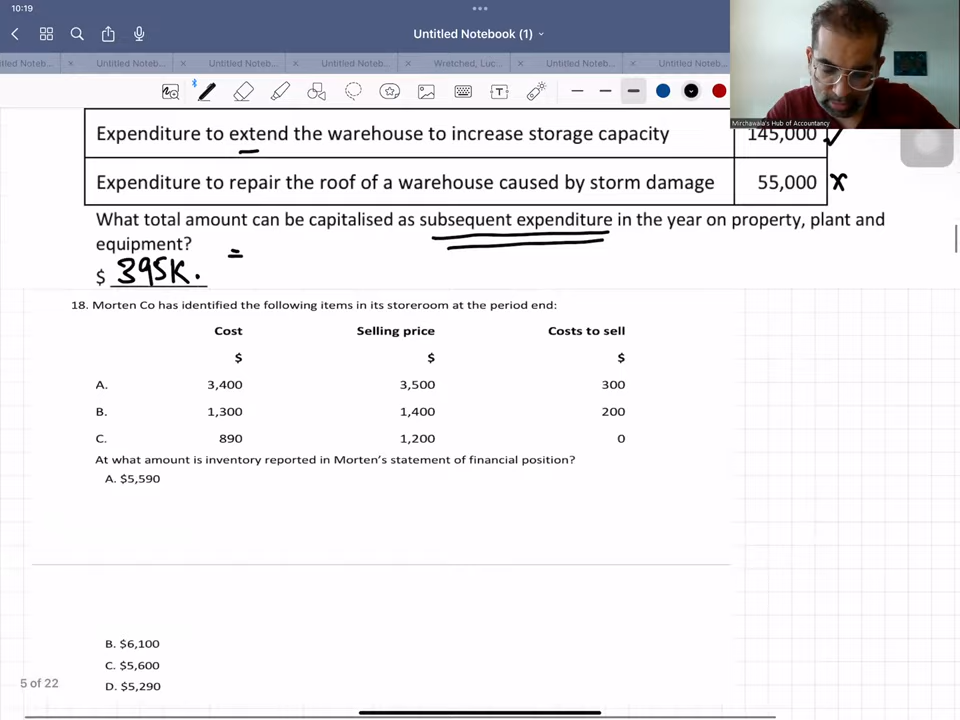 10:19
Untitled Notebook (1)
Untitled Noteb...
Untitled Noteb...
Untitled Noteb...
Wretched, Luc...
Untitled Noteb...
Untitled Noteb...
Mirchawala's Hub of Accountancy
Expenditure to extend the warehouse to increase storage capacity 145,000 ✓
Expenditure to repair the roof of a warehouse caused by storm damage 55,000 x
What total amount can be capitalised as subsequent expenditure in the year on property, plant and
equipment? =
$ 395K.
18. Morten Co has identified the following items in its storeroom at the period end:
Cost Selling price Costs to sell
$ $ $
A. 3,400 3,500 300
B. 1,300 1,400 200
C. 890 1,200 0
At what amount is inventory reported in Morten's statement of financial position?
A. $5,590
B. $6,100
C. $5,600
D. $5,290
5 of 22